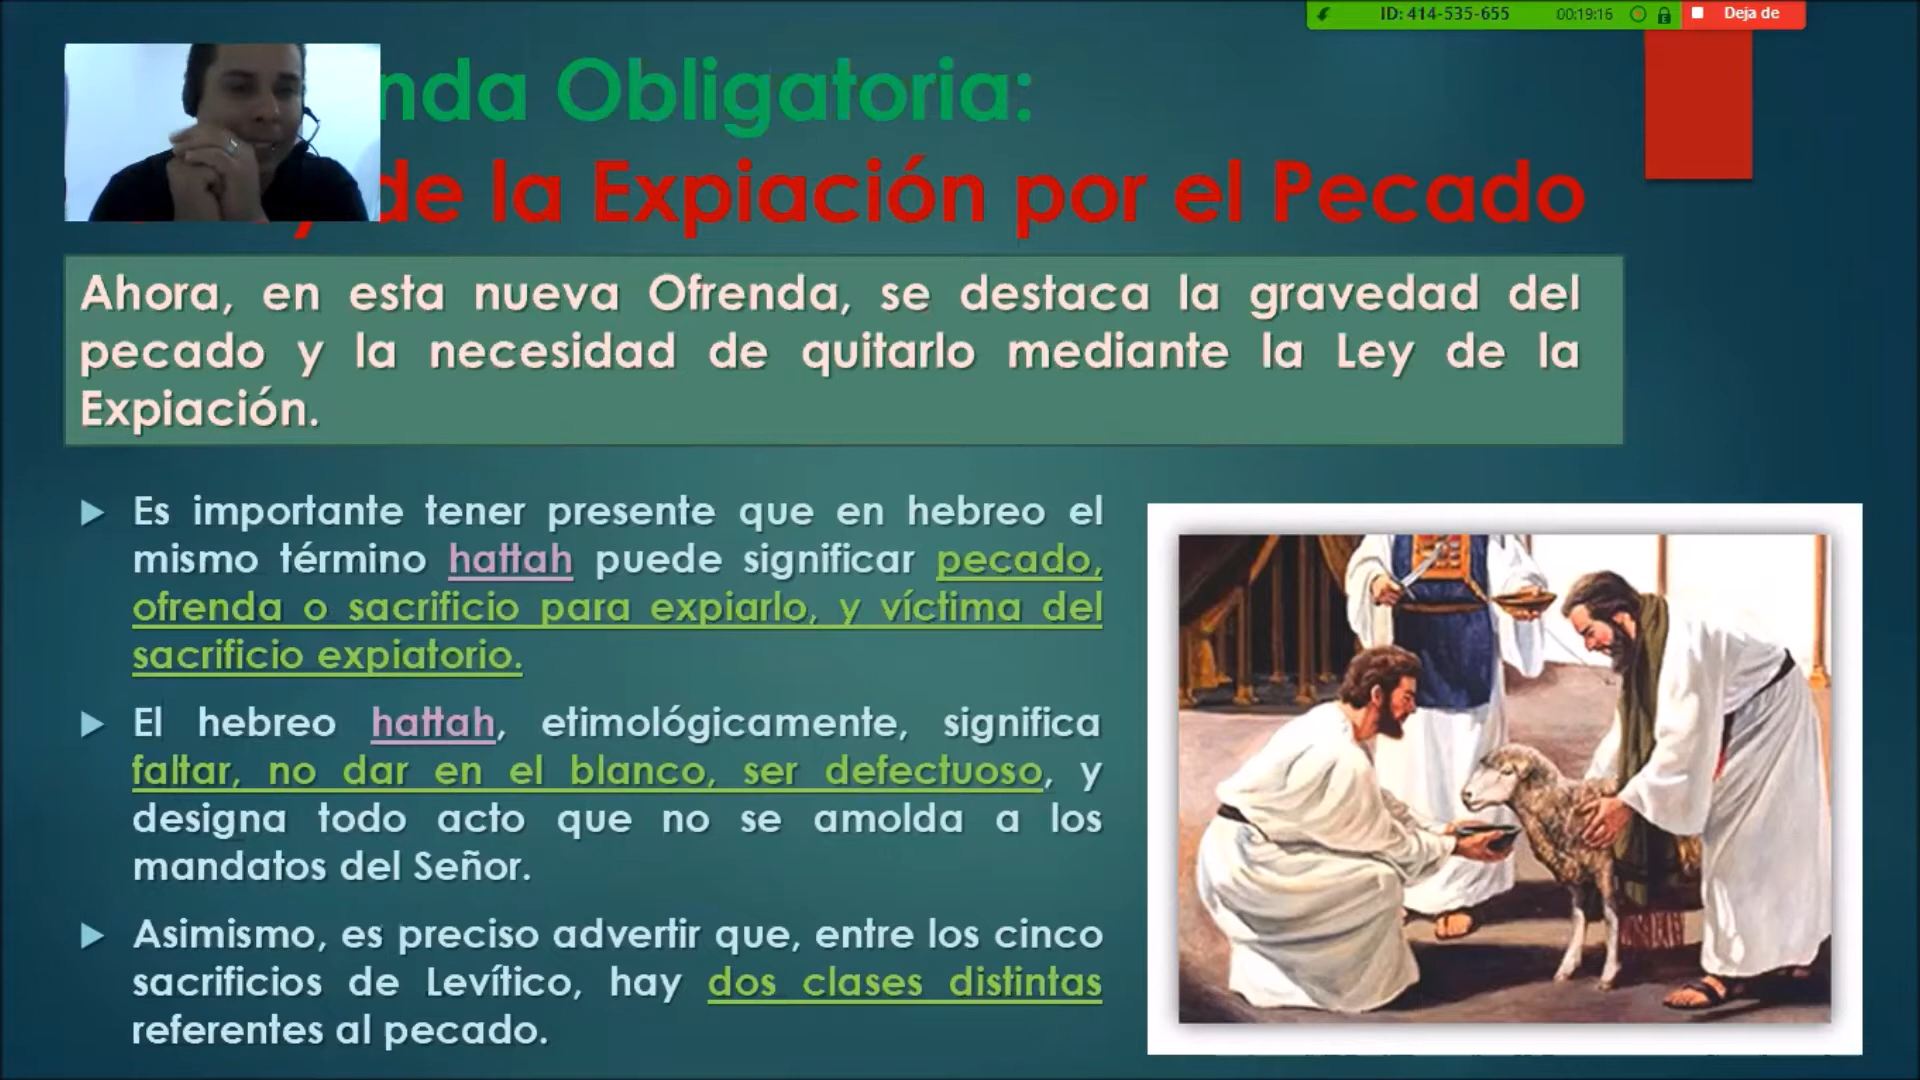 ID: 414-535-655 00:19:16 Deja de
Obligatoria:
de la Expiación por el Pecado
Ahora, en esta nueva Ofrenda, se destaca la gravedad del
pecado y la necesidad de quitarlo mediante la Ley de la
Expiación.
Es importante tener presente que en hebreo el
mismo término hattah puede significar pecado,
ofrenda o sacrificio para expiarlo, y víctima del
sacrificio expiatorio.
El hebreo hattah, etimológicamente, significa
faltar, no dar en el blanco, ser defectuoso, y
designa todo acto que no se amolda a los
mandatos del Señor.
Asimismo, es preciso advertir que, entre los cinco
sacrificios de Levítico, hay dos clases distintas
referentes al pecado.